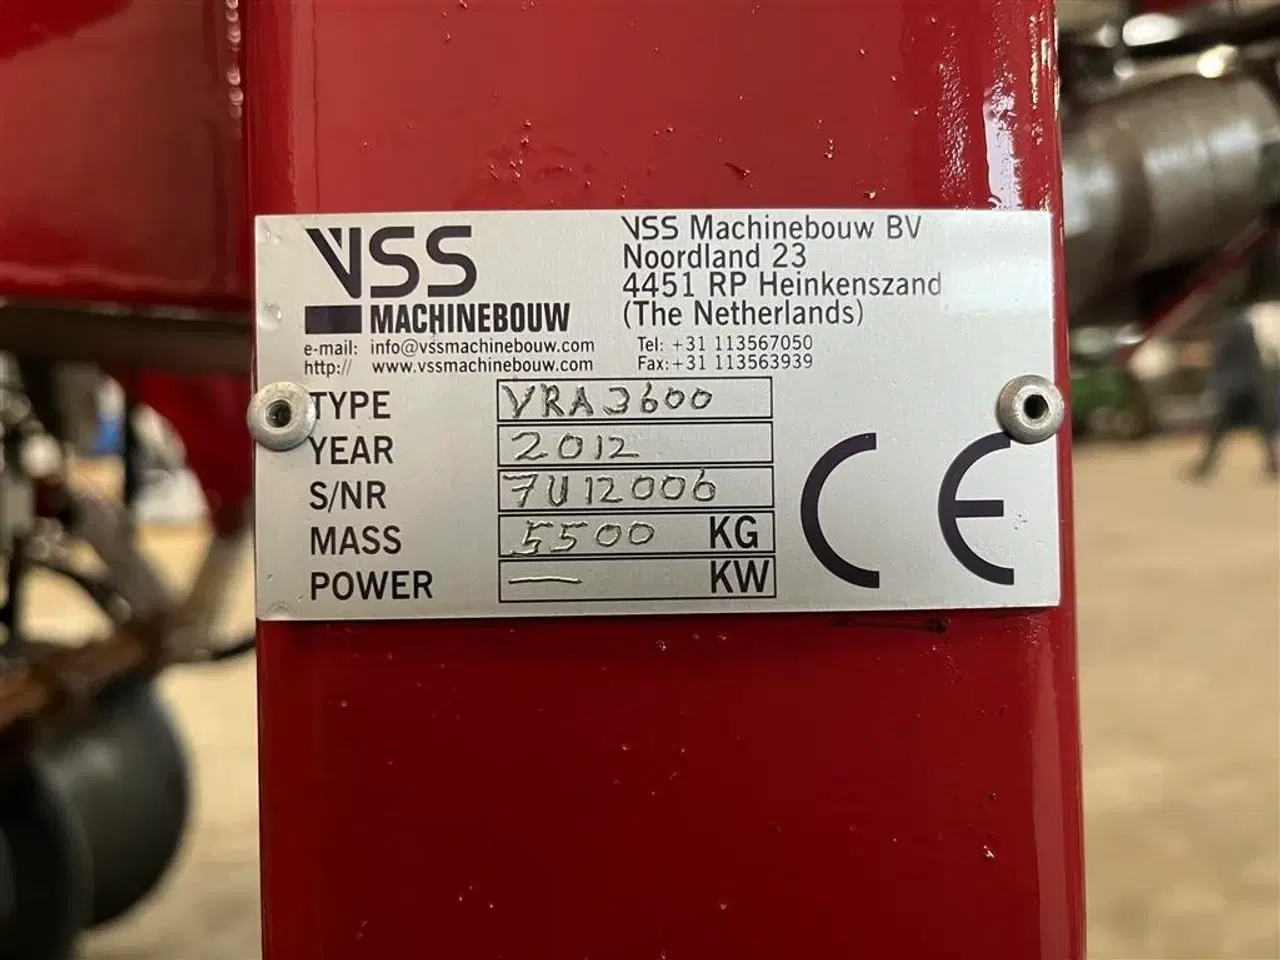 VSS
MACHINEBOUW
e-mail: info@vssmachinebouw.com
http:// www.vssmachinebouw.com
VSS Machinebouw BV
Noordland 23
4451 RP Heinkenszand
(The Netherlands)
Tel: +31 113567050
Fax:+31 113563939
TYPE VRA3600
YEAR 2012
S/NR 7U12006
MASS 5500 KG
POWER — KW
CE